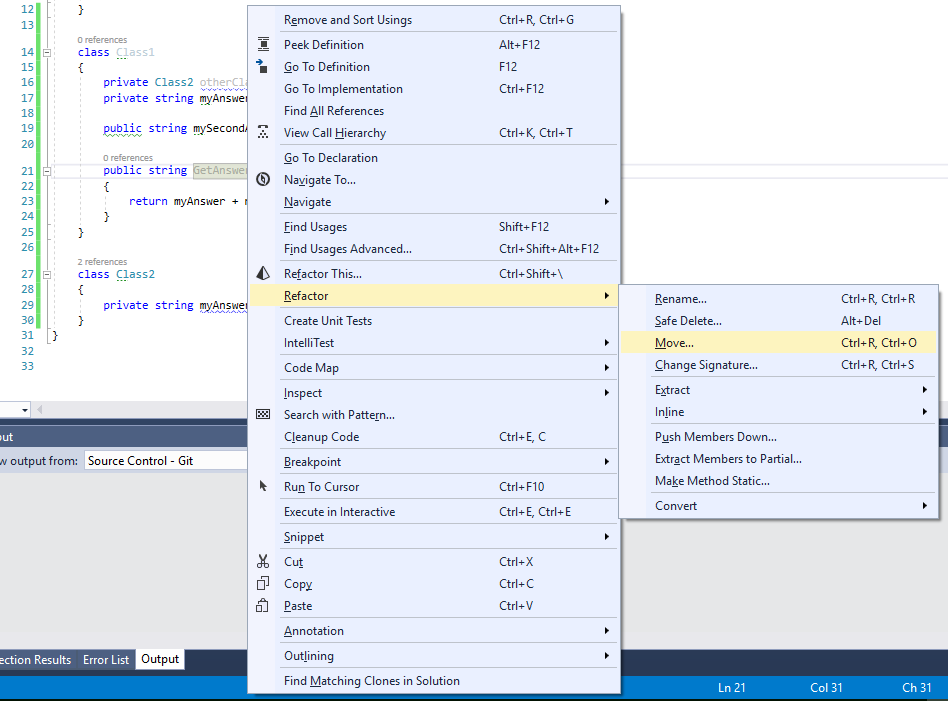 12 }
13
0 references
14 class Class1
15 {
16 private Class2 otherCl
17 private string myAnswer
18
19 public string mySecondA
20
0 references
21 public string GetAnswer
22 {
23 return myAnswer +
24 }
25 }
26
2 references
27 class Class2
28 {
29 private string myAnswer
30 }
31 }
32
33
Remove and Sort Usings Ctrl+R, Ctrl+G
Peek Definition Alt+F12
Go To Definition F12
Go To Implementation Ctrl+F12
Find All References
View Call Hierarchy Ctrl+K, Ctrl+T
Go To Declaration
Navigate To...
Navigate
Find Usages Shift+F12
Find Usages Advanced... Ctrl+Shift+Alt+F12
Refactor This... Ctrl+Shift+\
Refactor
Create Unit Tests
IntelliTest
Code Map
Inspect
Search with Pattern...
Cleanup Code Ctrl+E, C
Breakpoint
Run To Cursor Ctrl+F10
Execute in Interactive Ctrl+E, Ctrl+E
Snippet
Cut Ctrl+X
Copy Ctrl+C
Paste Ctrl+V
Annotation
Outlining
Find Matching Clones in Solution
Rename... Ctrl+R, Ctrl+R
Safe Delete... Alt+Del
Move... Ctrl+R, Ctrl+O
Change Signature... Ctrl+R, Ctrl+S
Extract
Inline
Push Members Down...
Extract Members to Partial...
Make Method Static...
Convert
out
w output from: Source Control - Git
ection Results Error List Output
Ln 21 Col 31 Ch 31